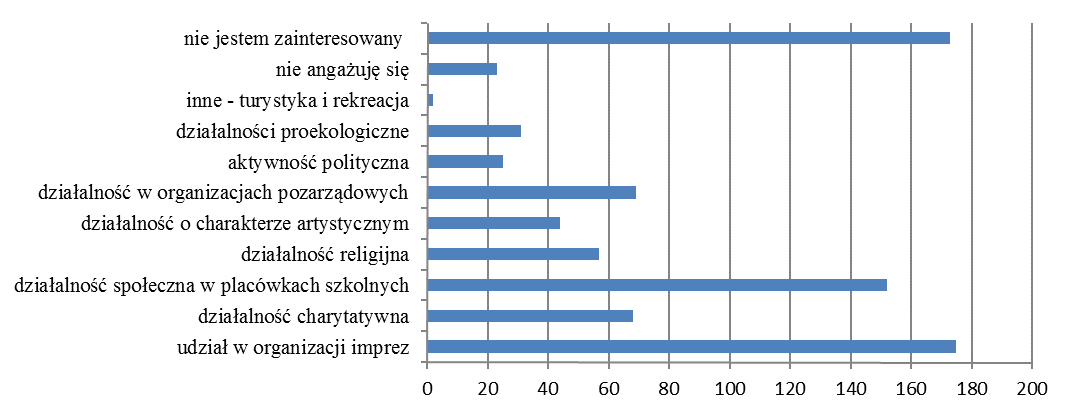 nie jestem zainteresowany
nie angażuję się
inne - turystyka i rekreacja
działalności proekologiczne
aktywność polityczna
działalność w organizacjach pozarządowych
działalność o charakterze artystycznym
działalność religijna
działalność społeczna w placówkach szkolnych
działalność charytatywna
udział w organizacji imprez
0 20 40 60 80 100 120 140 160 180 200